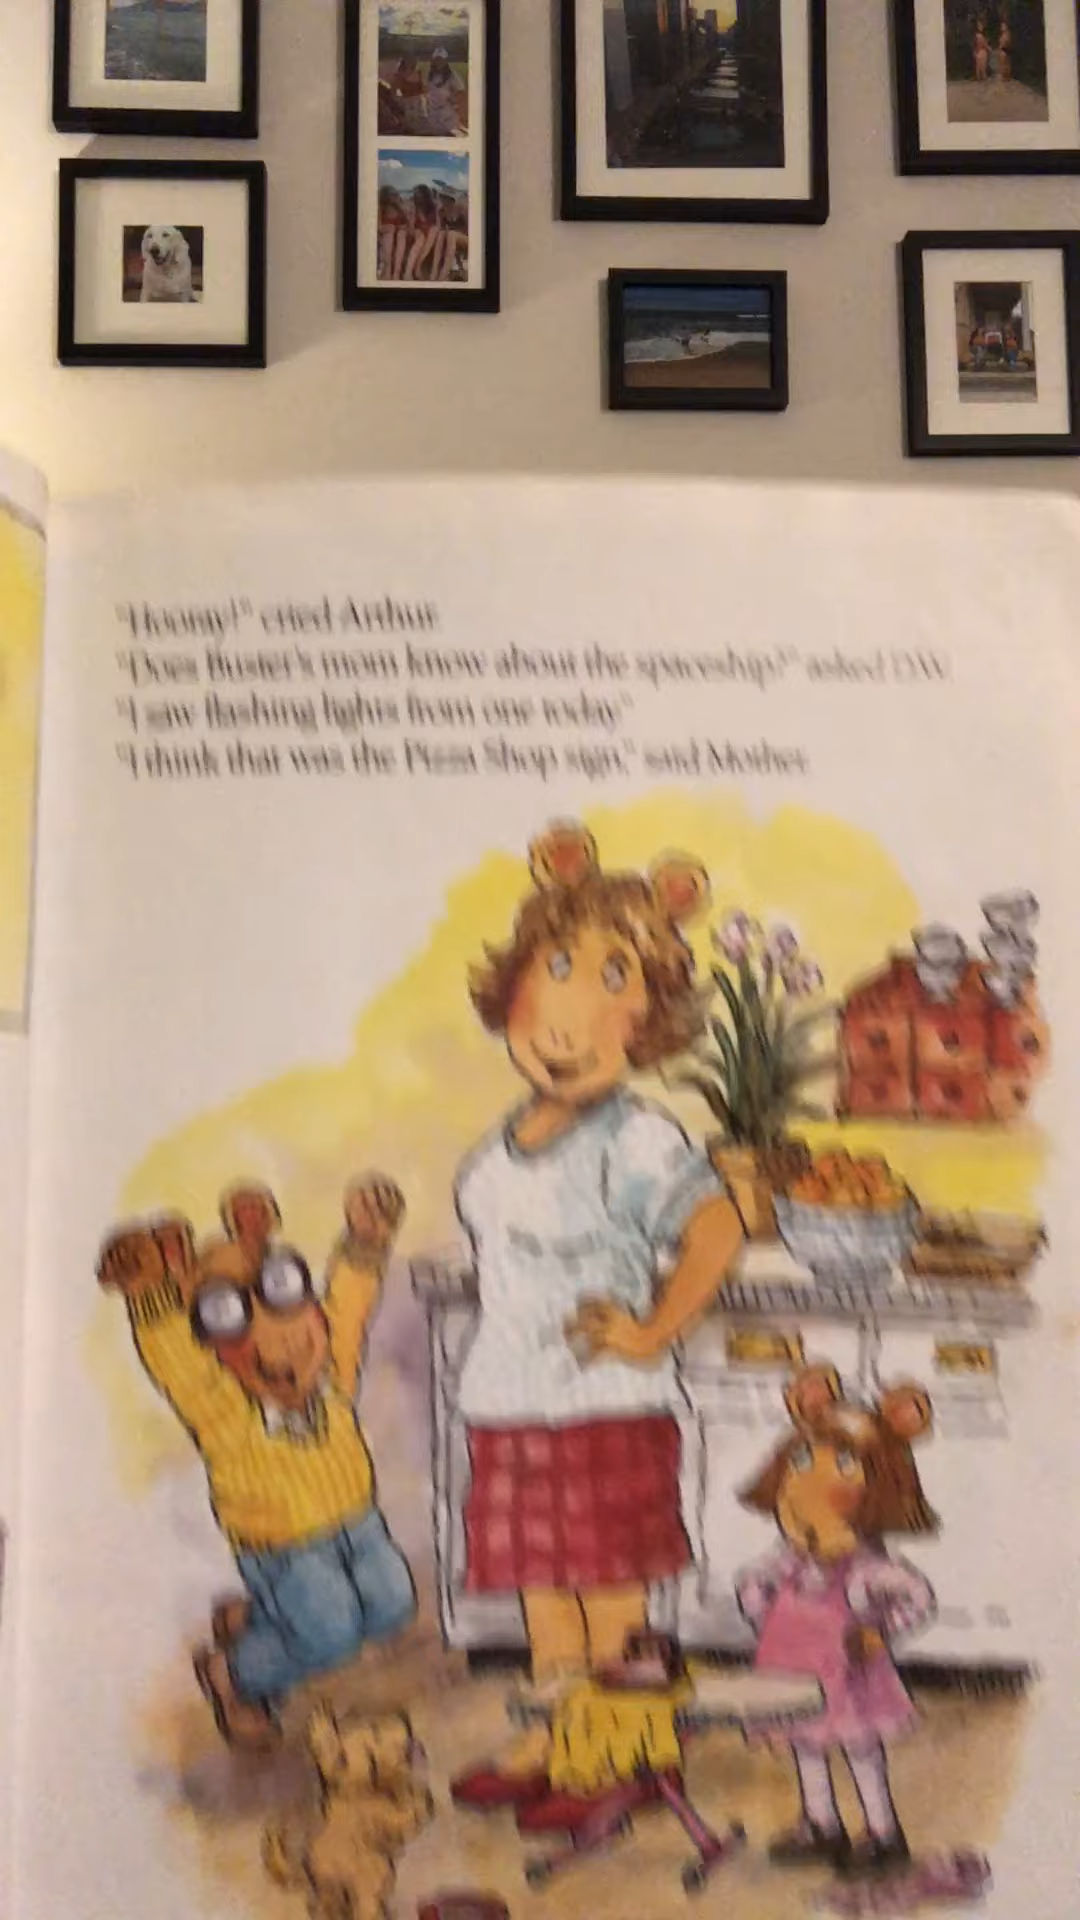 "Hooray!" cried Arthur.
"Does Buster's mom know about the spaceship?" asked D.W.
"I saw flashing lights from one today."
"I think that was the Pizza Shop sign," said Mother.